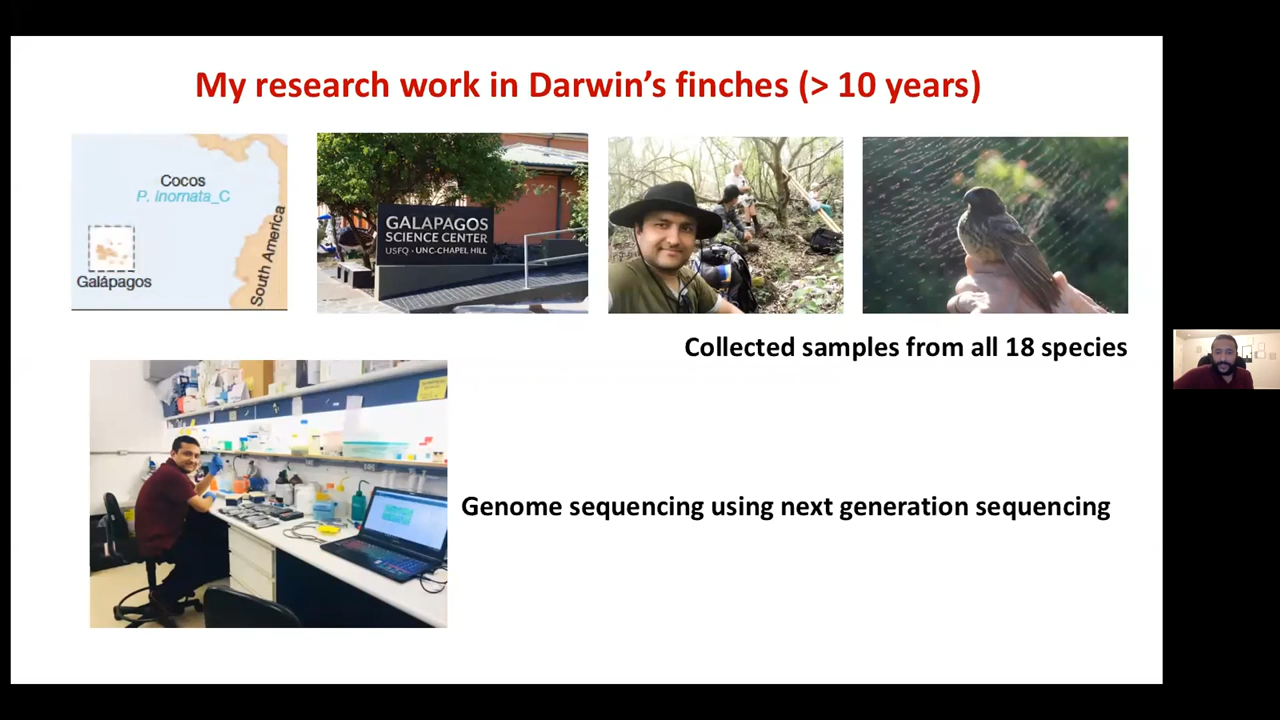 My research work in Darwin’s finches (> 10 years)
Cocos
P. inornata_C
Galápagos
South America
GALAPAGOS
SCIENCE CENTER
USFQ · UNC-CHAPEL HILL
Collected samples from all 18 species
Genome sequencing using next generation sequencing